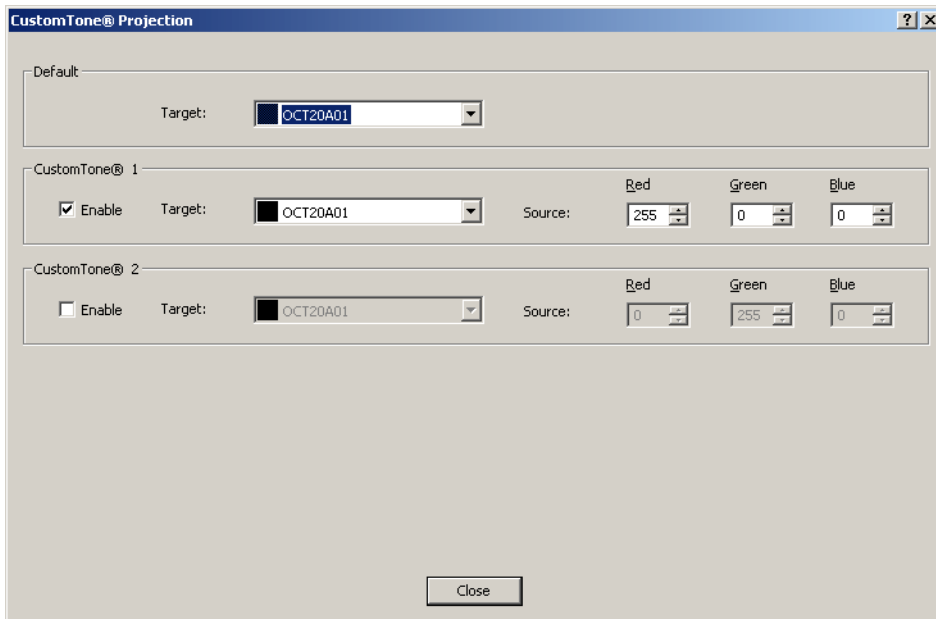 CustomTone® Projection
Default
Target: OCT20A01
CustomTone® 1
Red Green Blue
Enable Target: OCT20A01 Source: 255 0 0
CustomTone® 2
Red Green Blue
Enable Target: OCT20A01 Source: 0 255 0
Close